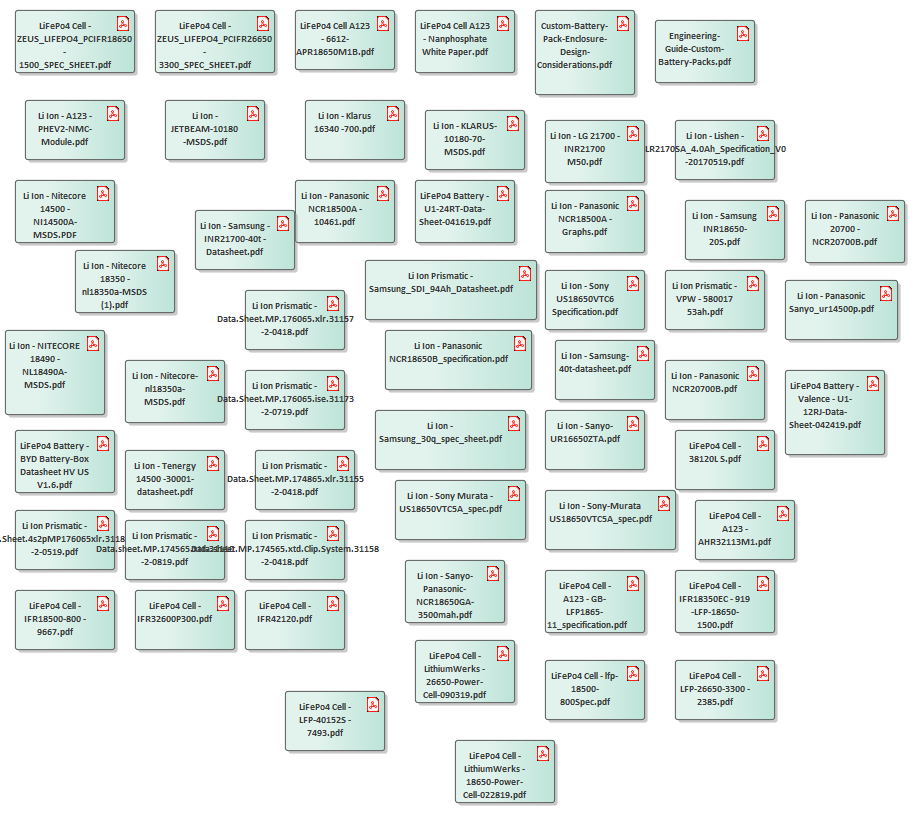 LiFePo4 Cell -
ZEUS_LIFEPO4_PCIFR18650
-
1500_SPEC_SHEET.pdf
LiFePo4 Cell -
ZEUS_LIFEPO4_PCIFR26650
-
3300_SPEC_SHEET.pdf
LiFePo4 Cell A123
- 6612-
APR18650M1B.pdf
LiFePo4 Cell A123
- Nanphosphate
White Paper.pdf
Custom-Battery-
Pack-Enclosure-
Design-
Considerations.pdf
Engineering-
Guide-Custom-
Battery-Packs.pdf
Li Ion - A123 -
PHEV2-NMC-
Module.pdf
Li Ion -
JETBEAM-10180
-MSDS.pdf
Li Ion - Klarus
16340 -700.pdf
Li Ion - KLARUS-
10180-70-
MSDS.pdf
Li Ion - LG 21700 -
INR21700
M50.pdf
Li Ion - Lishen -
LR2170SA_4.0Ah_Specification_V0
-20170519.pdf
Li Ion - Nitecore
14500 -
NI14500A-
MSDS.PDF
Li Ion - Samsung -
INR21700-40t -
Datasheet.pdf
Li Ion - Panasonic
NCR18500A -
10461.pdf
LiFePo4 Battery -
U1-24RT-Data-
Sheet-041619.pdf
Li Ion - Panasonic
NCR18500A -
Graphs.pdf
Li Ion - Samsung
INR18650-
20S.pdf
Li Ion - Panasonic
20700 -
NCR20700B.pdf
Li Ion - Nitecore
18350 -
nl18350a-MSDS
(1).pdf
Li Ion Prismatic -
Data.Sheet.MP.176065.xlr.31157
-2-0418.pdf
Li Ion Prismatic -
Samsung_SDI_94Ah_Datasheet.pdf
Li Ion - Sony
US18650VTC6
Specification.pdf
Li Ion Prismatic -
VPW - 580017
53ah.pdf
Li Ion - Panasonic
Sanyo_ur14500p.pdf
Li Ion - NITECORE
18490 -
NL18490A-
MSDS.pdf
Li Ion - Nitecore-
nl18350a-
MSDS.pdf
Li Ion Prismatic -
Data.Sheet.MP.176065.ise.31173
-2-0719.pdf
Li Ion - Panasonic
NCR18650B_specification.pdf
Li Ion - Samsung-
40t-datasheet.pdf
Li Ion - Panasonic
NCR20700B.pdf
LiFePo4 Battery -
Valence - U1-
12RJ-Data-
Sheet-042419.pdf
LiFePo4 Battery -
BYD Battery-Box
Datasheet HV US
V1.6.pdf
Li Ion - Tenergy
14500 -30001-
datasheet.pdf
Li Ion Prismatic -
Data.Sheet.MP.174865.xlr.31155
-2-0418.pdf
Li Ion -
Samsung_30q_spec_sheet.pdf
Li Ion - Sanyo-
UR16650ZTA.pdf
LiFePo4 Cell -
38120L S.pdf
Li Ion Prismatic -
.Sheet.4s2pMP176065xlr.3118
-2-0519.pdf
Li Ion Prismatic -
-2-0819.pdf
Li Ion Prismatic -
-2-0418.pdf
Li Ion - Sony Murata -
US18650VTC5A_spec.pdf
Li Ion - Sony-Murata
US18650VTC5A_spec.pdf
LiFePo4 Cell -
A123 -
AHR32113M1.pdf
LiFePo4 Cell -
IFR18500-800 -
9667.pdf
LiFePo4 Cell -
IFR32600P300.pdf
LiFePo4 Cell -
IFR42120.pdf
Li Ion - Sanyo-
Panasonic-
NCR18650GA-
3500mah.pdf
LiFePo4 Cell -
A123 - GB-
LFP1865-
11_specification.pdf
LiFePo4 Cell -
IFR18350EC - 919
-LFP-18650-
1500.pdf
LiFePo4 Cell -
LithiumWerks -
26650-Power-
Cell-090319.pdf
LiFePo4 Cell - lfp-
18500-
800Spec.pdf
LiFePo4 Cell -
LFP-26650-3300 -
2385.pdf
LiFePo4 Cell -
LFP-40152S -
7493.pdf
LiFePo4 Cell -
LithiumWerks -
18650-Power-
Cell-022819.pdf